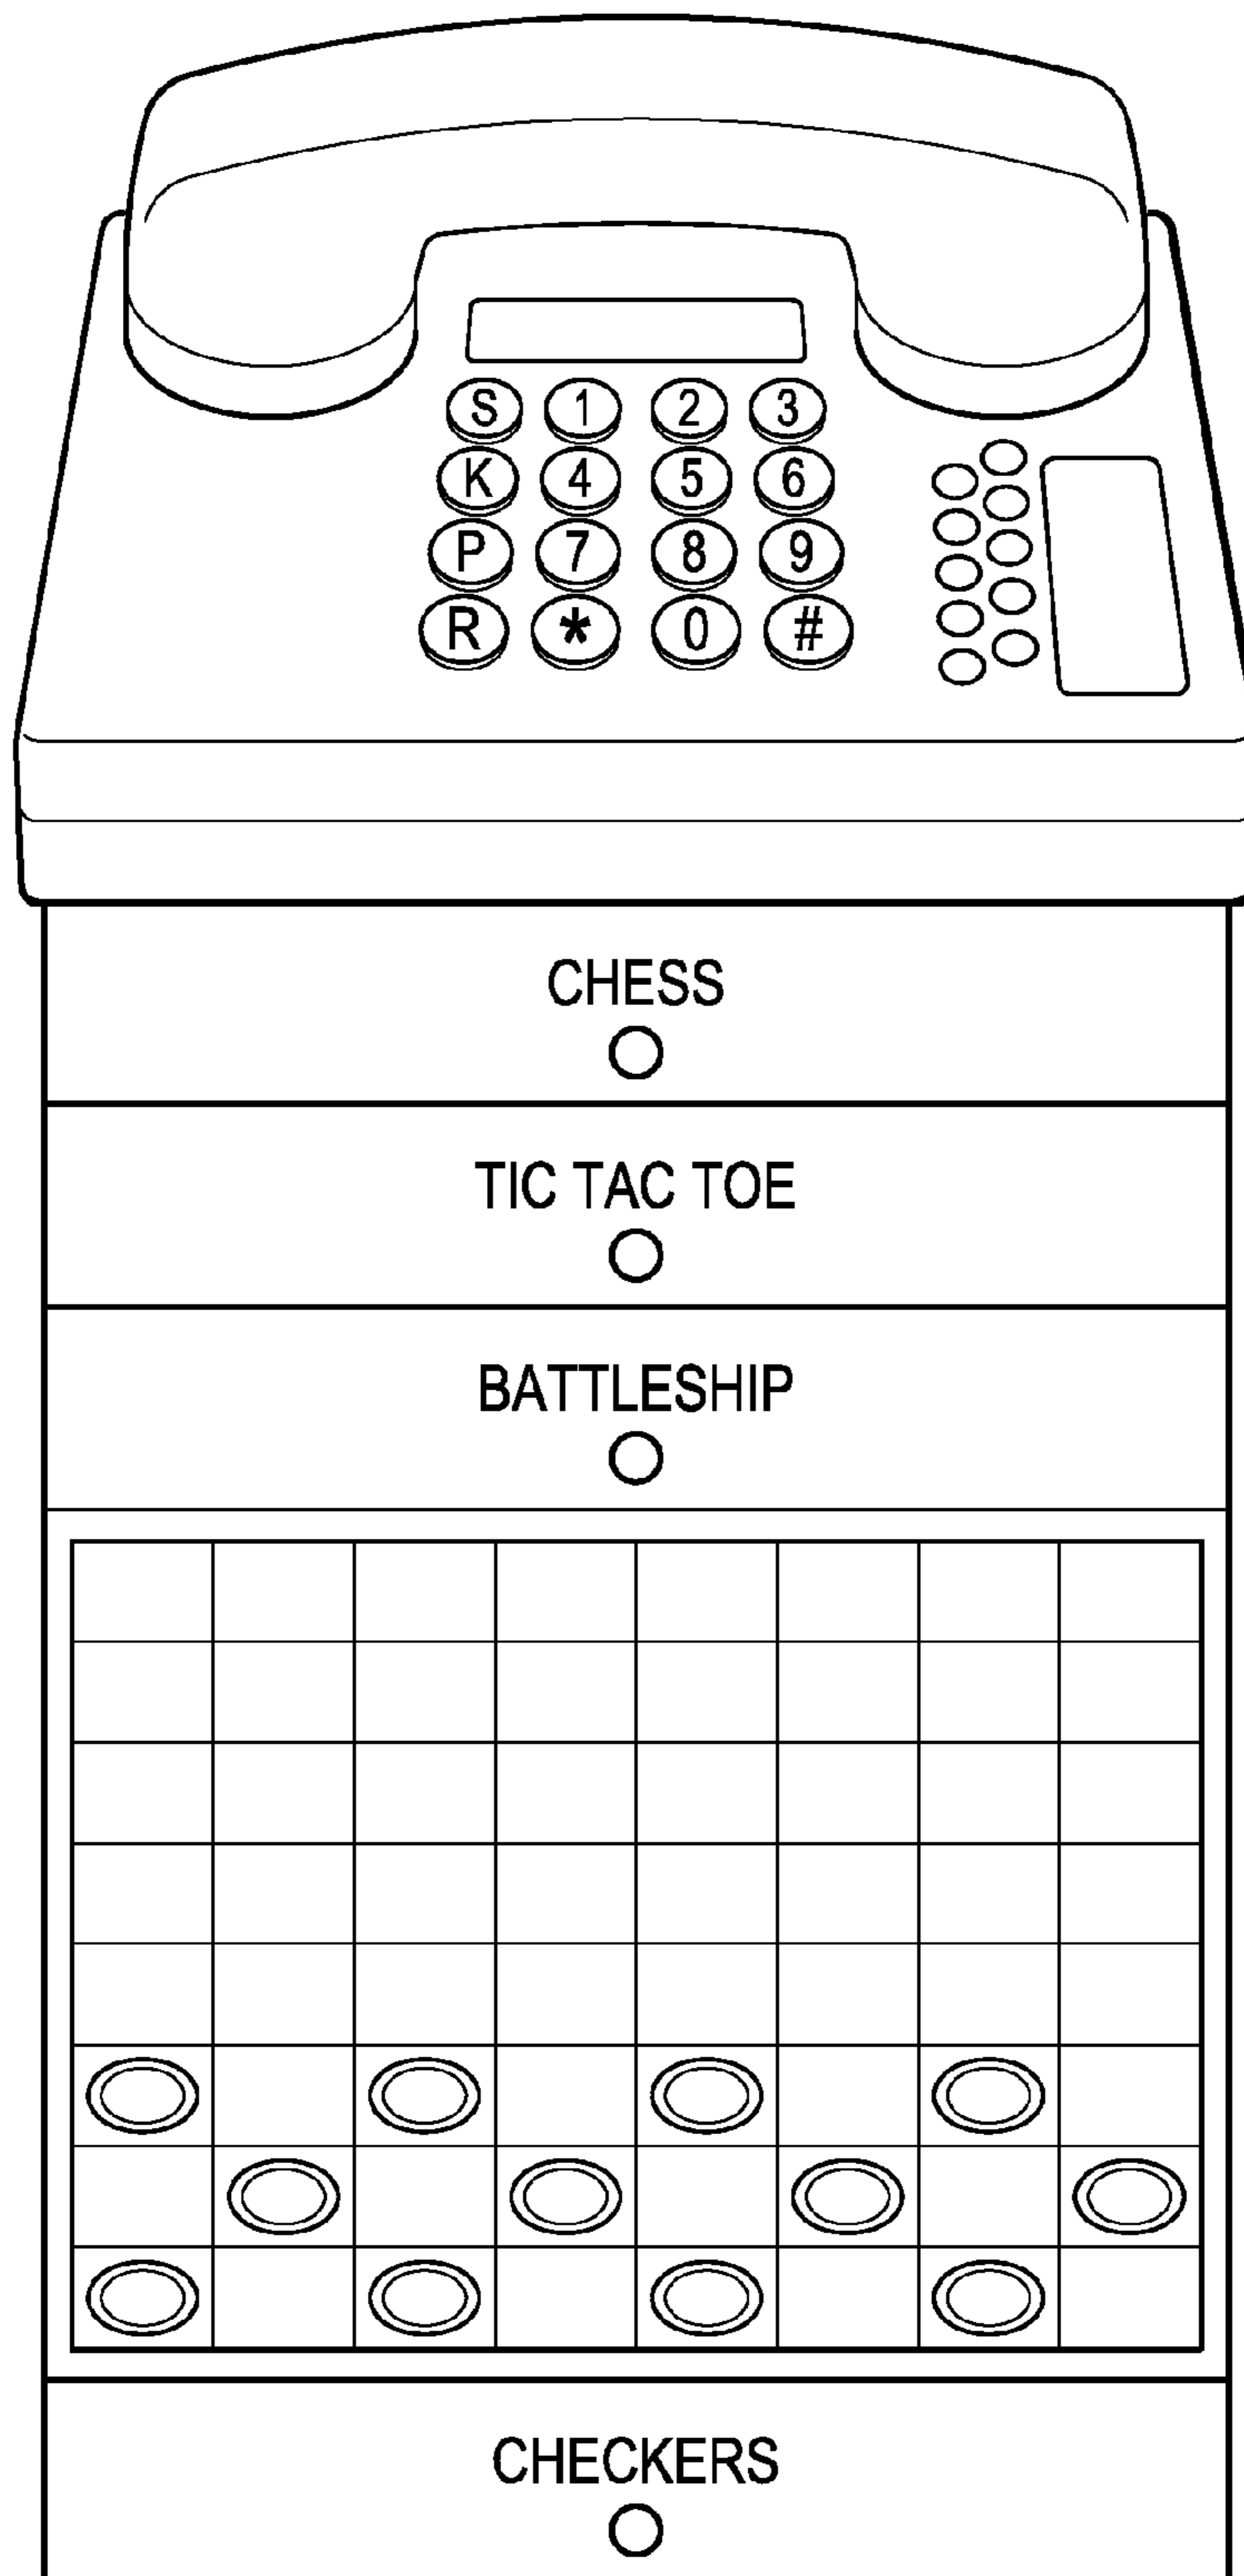 S 1 2 3
K 4 5 6
P 7 8 9
R * 0 #
CHESS
TIC TAC TOE
BATTLESHIP
CHECKERS